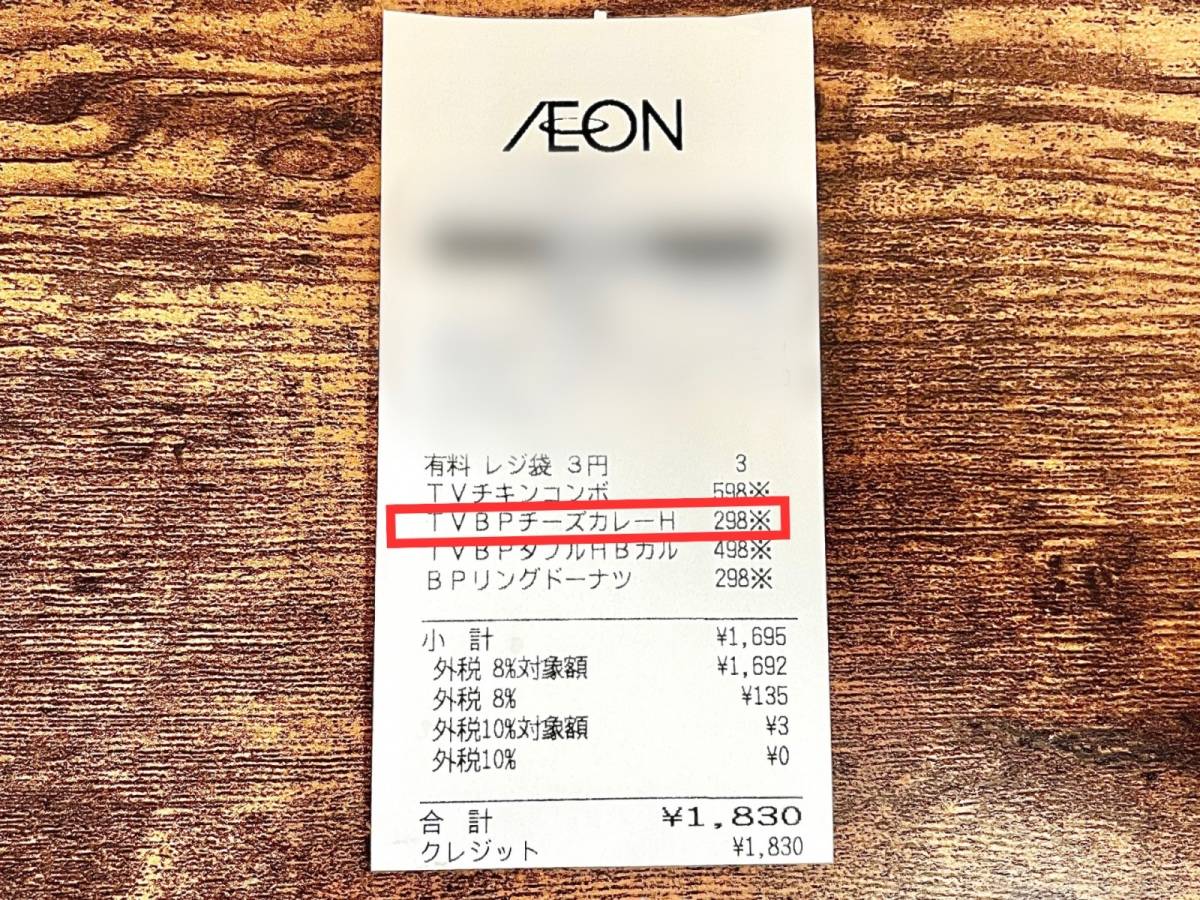 ÆON
有料 レジ袋 3円 3
TVチキンコンボ 598※
TVBPチーズカレーH 298※
TVBPダブルHBカル 498※
BPリングドーナツ 298※
小 計 ¥1,695
外税 8%対象額 ¥1,692
外税 8% ¥135
外税10%対象額 ¥3
外税10% ¥0
合 計 ¥1,830
クレジット ¥1,830